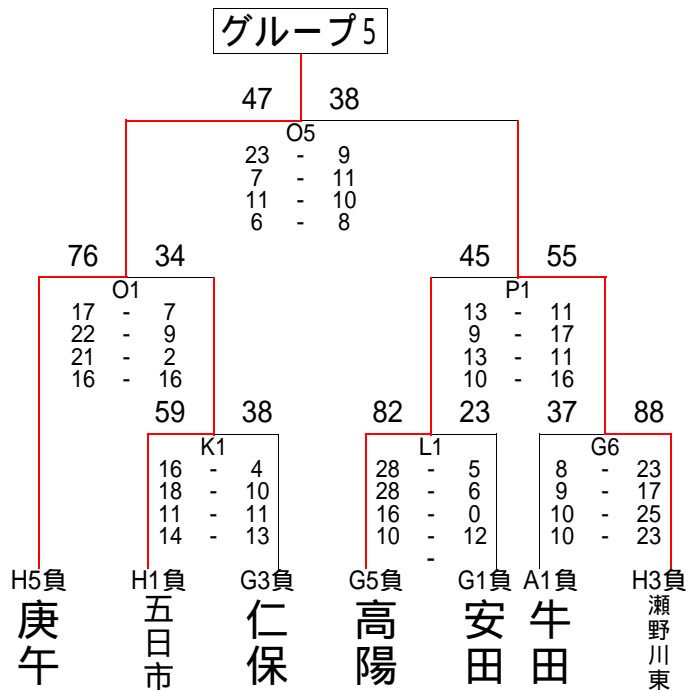 グループ5
47 38
O5
23 - 9
7 - 11
11 - 10
6 - 8
76 34
O1
17 - 7
22 - 9
21 - 2
16 - 16
45 55
P1
13 - 11
9 - 17
13 - 11
10 - 16
59 38
K1
16 - 4
18 - 10
11 - 11
14 - 13
82 23
L1
28 - 5
28 - 6
16 - 0
10 - 12
-
37 88
G6
8 - 23
9 - 17
10 - 25
10 - 23
H5負 H1負 G3負 G5負 G1負 A1負 H3負
庚午 五日市 仁保 高陽 安田 牛田 瀬野川東